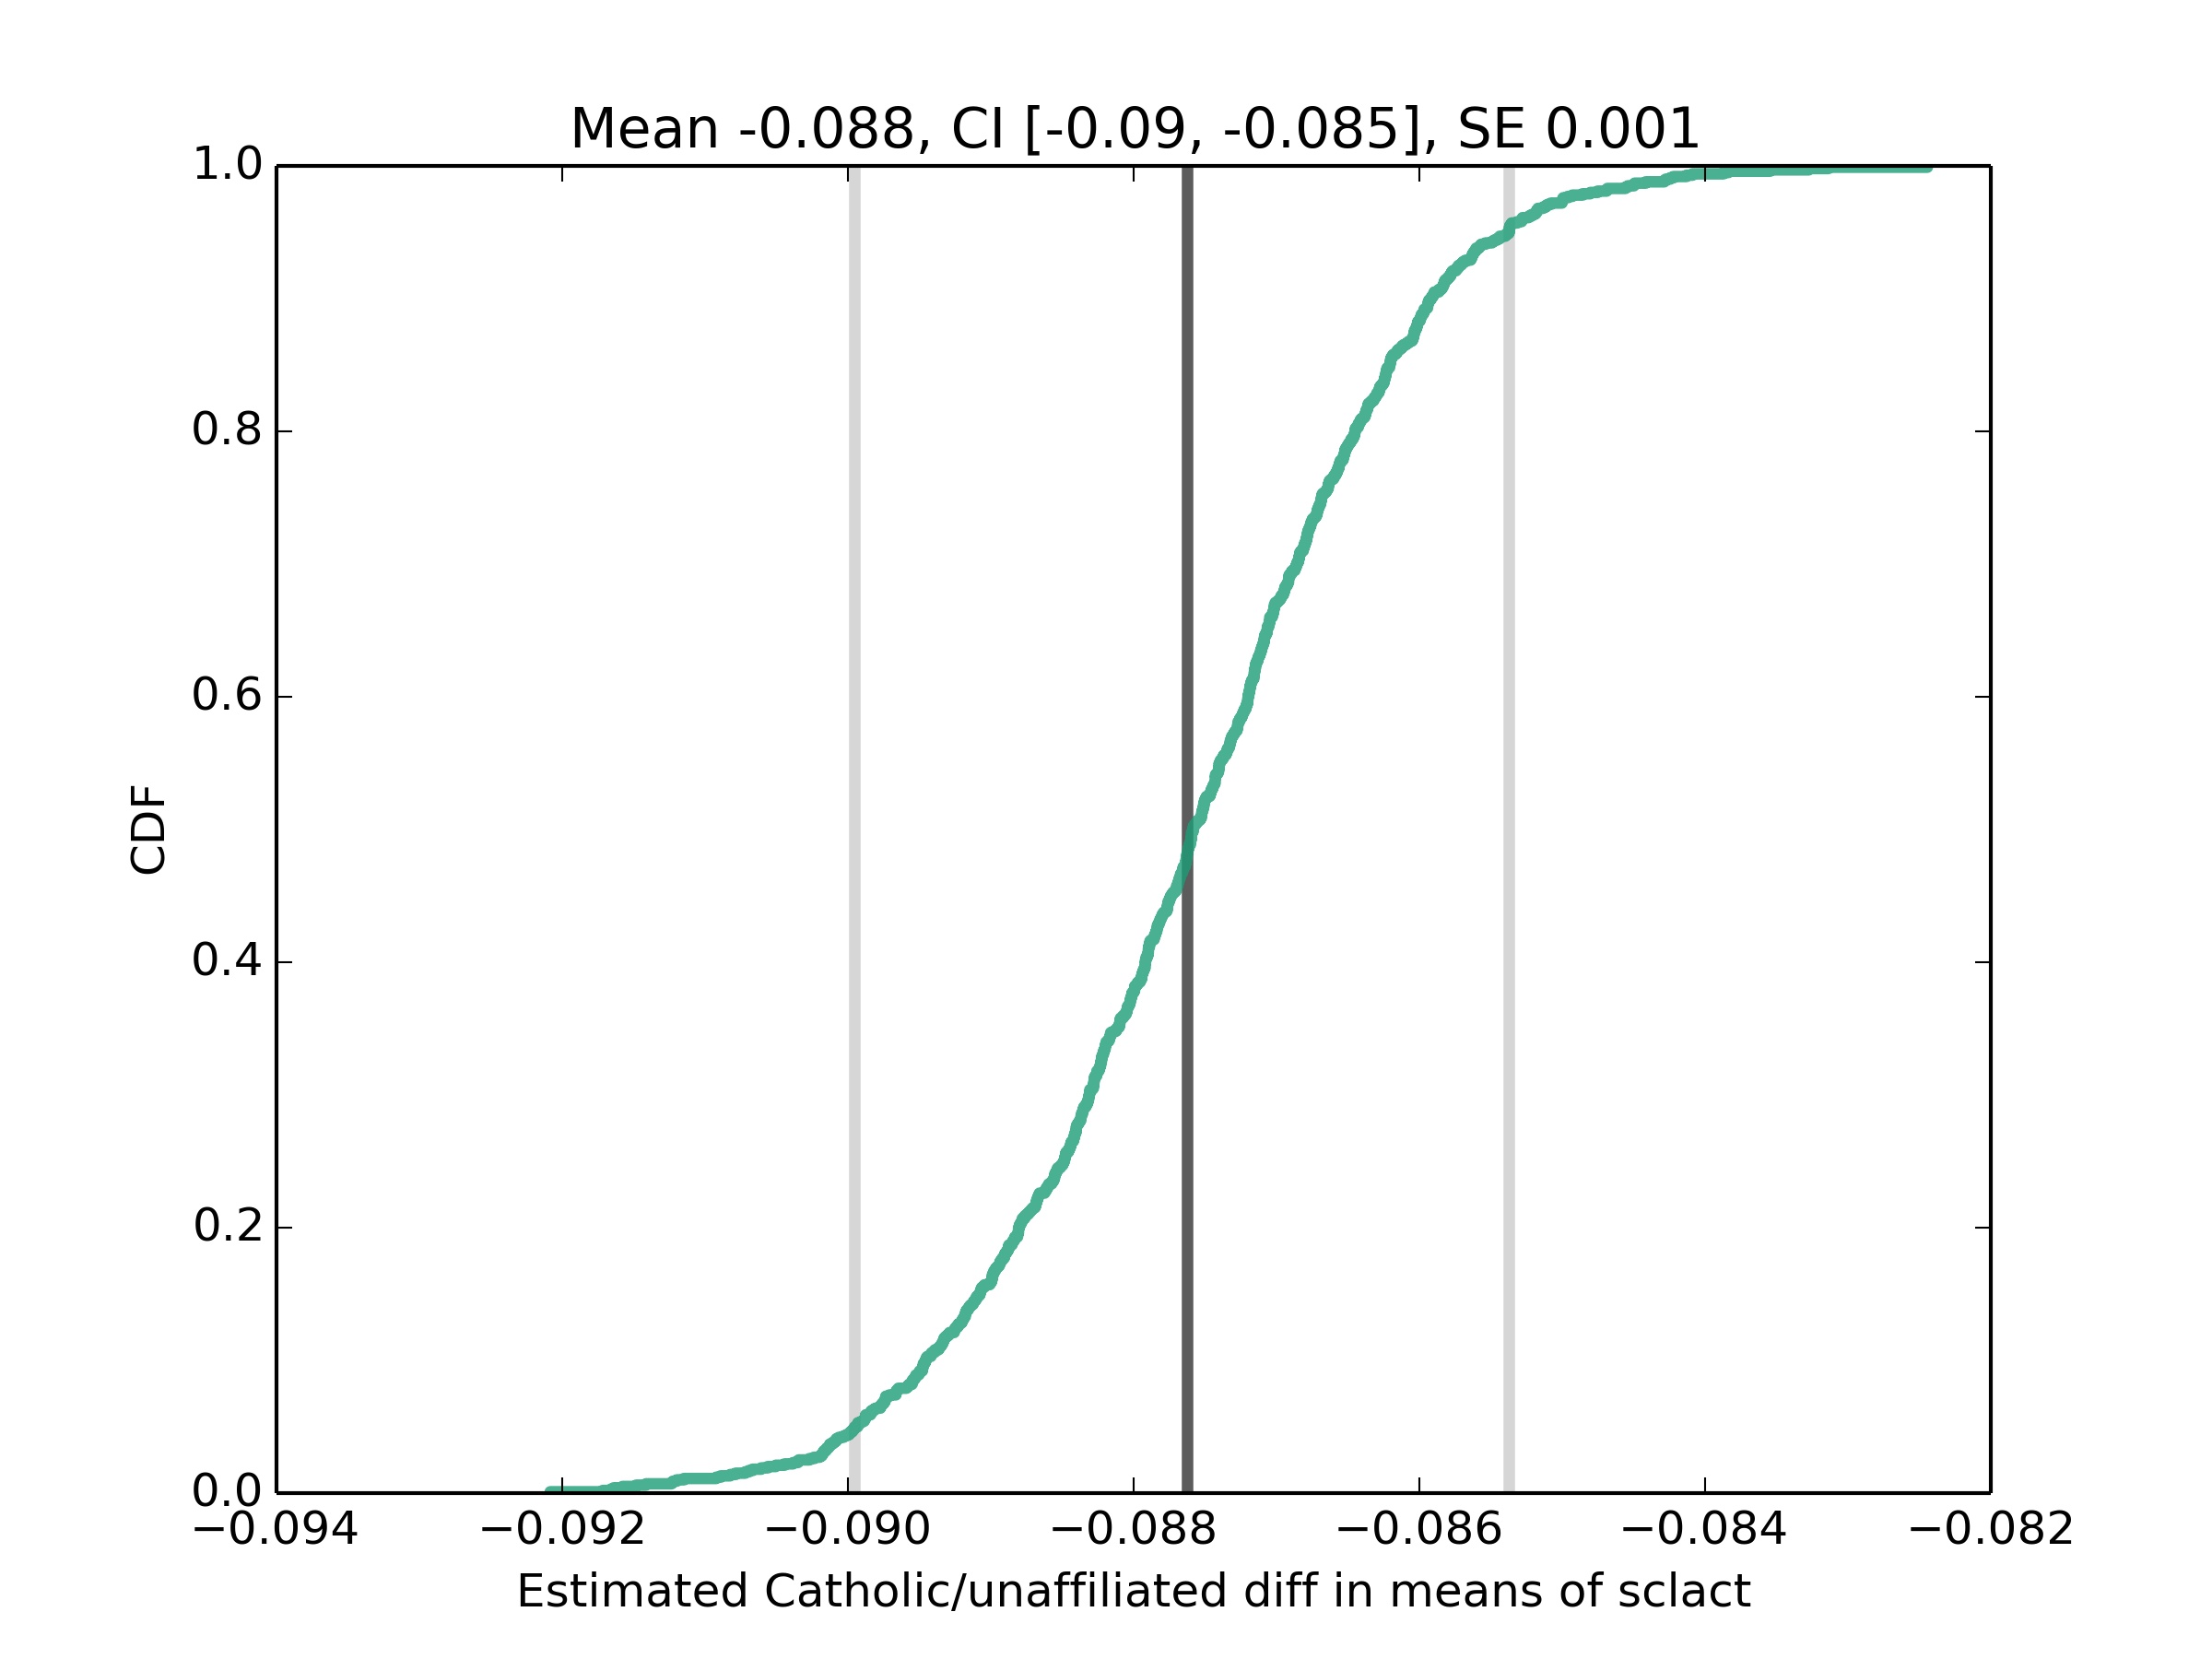 Mean -0.088, CI [-0.09, -0.085], SE 0.001
1.0
0.8
0.6
0.4
0.2
0.0
CDF
−0.094 −0.092 −0.090 −0.088 −0.086 −0.084 −0.082
Estimated Catholic/unaffiliated diff in means of sclact